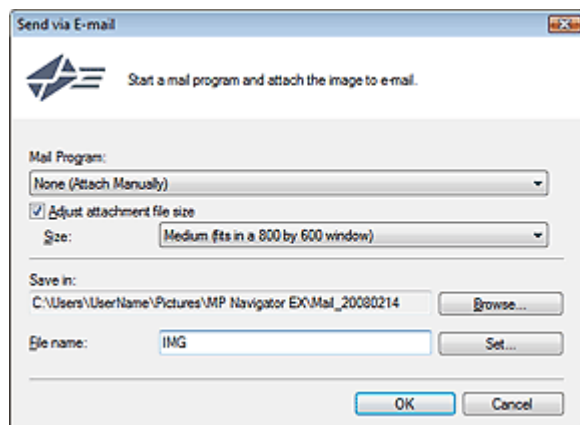 Send via E-mail
Start a mail program and attach the image to e-mail.
Mail Program:
None (Attach Manually)
Adjust attachment file size
Size: Medium (fits in a 800 by 600 window)
Save in:
C:\Users\UserName\Pictures\MP Navigator EX\Mail_20080214 Browse...
File name: IMG Set...
OK Cancel